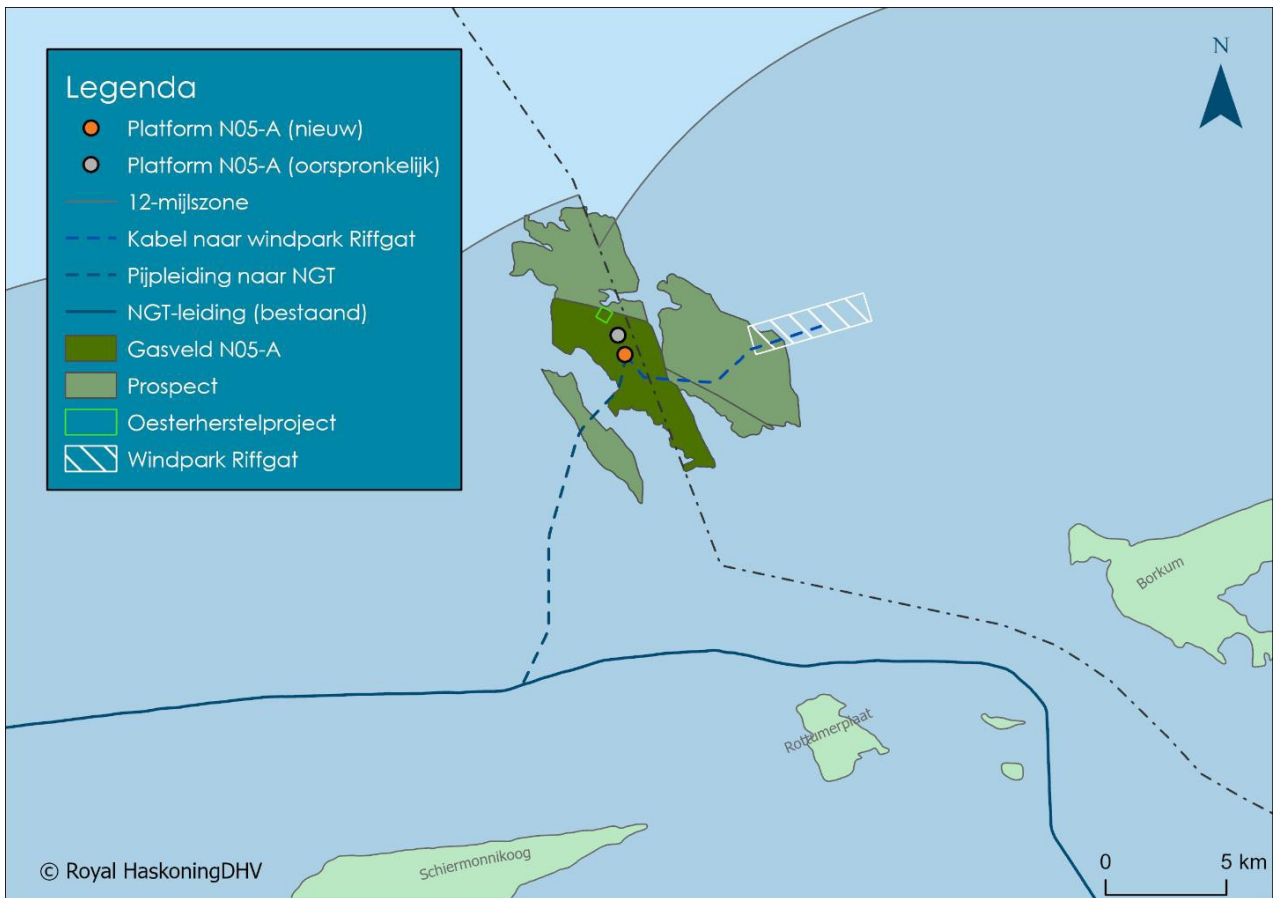 N
Legenda
Platform N05-A (nieuw)
Platform N05-A (oorspronkelijk)
12-mijlszone
Kabel naar windpark Riffgat
Pijpleiding naar NGT
NGT-leiding (bestaand)
Gasveld N05-A
Prospect
Oesterherstelproject
Windpark Riffgat
Borkum
Rottumerplaat
Schiermonnikoog
© Royal HaskoningDHV
0 5 km